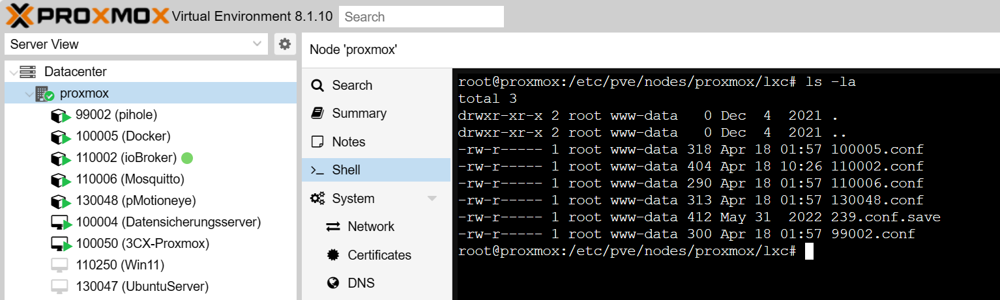 PROXMOX Virtual Environment 8.1.10 Search
Server View
Datacenter
proxmox
99002 (pihole)
100005 (Docker)
110002 (ioBroker)
110006 (Mosquitto)
130048 (pMotioneye)
100004 (Datensicherungsserver)
100050 (3CX-Proxmox)
110250 (Win11)
130047 (UbuntuServer)
Node 'proxmox'
Search
Summary
Notes
Shell
System
Network
Certificates
DNS
root@proxmox:/etc/pve/nodes/proxmox/lxc# ls -la
total 3
drwxr-xr-x 2 root www-data   0 Dec  4  2021 .
drwxr-xr-x 2 root www-data   0 Dec  4  2021 ..
-rw-r----- 1 root www-data 318 Apr 18 01:57 100005.conf
-rw-r----- 1 root www-data 404 Apr 18 10:26 110002.conf
-rw-r----- 1 root www-data 290 Apr 18 01:57 110006.conf
-rw-r----- 1 root www-data 313 Apr 18 01:57 130048.conf
-rw-r----- 1 root www-data 412 May 31  2022 239.conf.save
-rw-r----- 1 root www-data 300 Apr 18 01:57 99002.conf
root@proxmox:/etc/pve/nodes/proxmox/lxc#